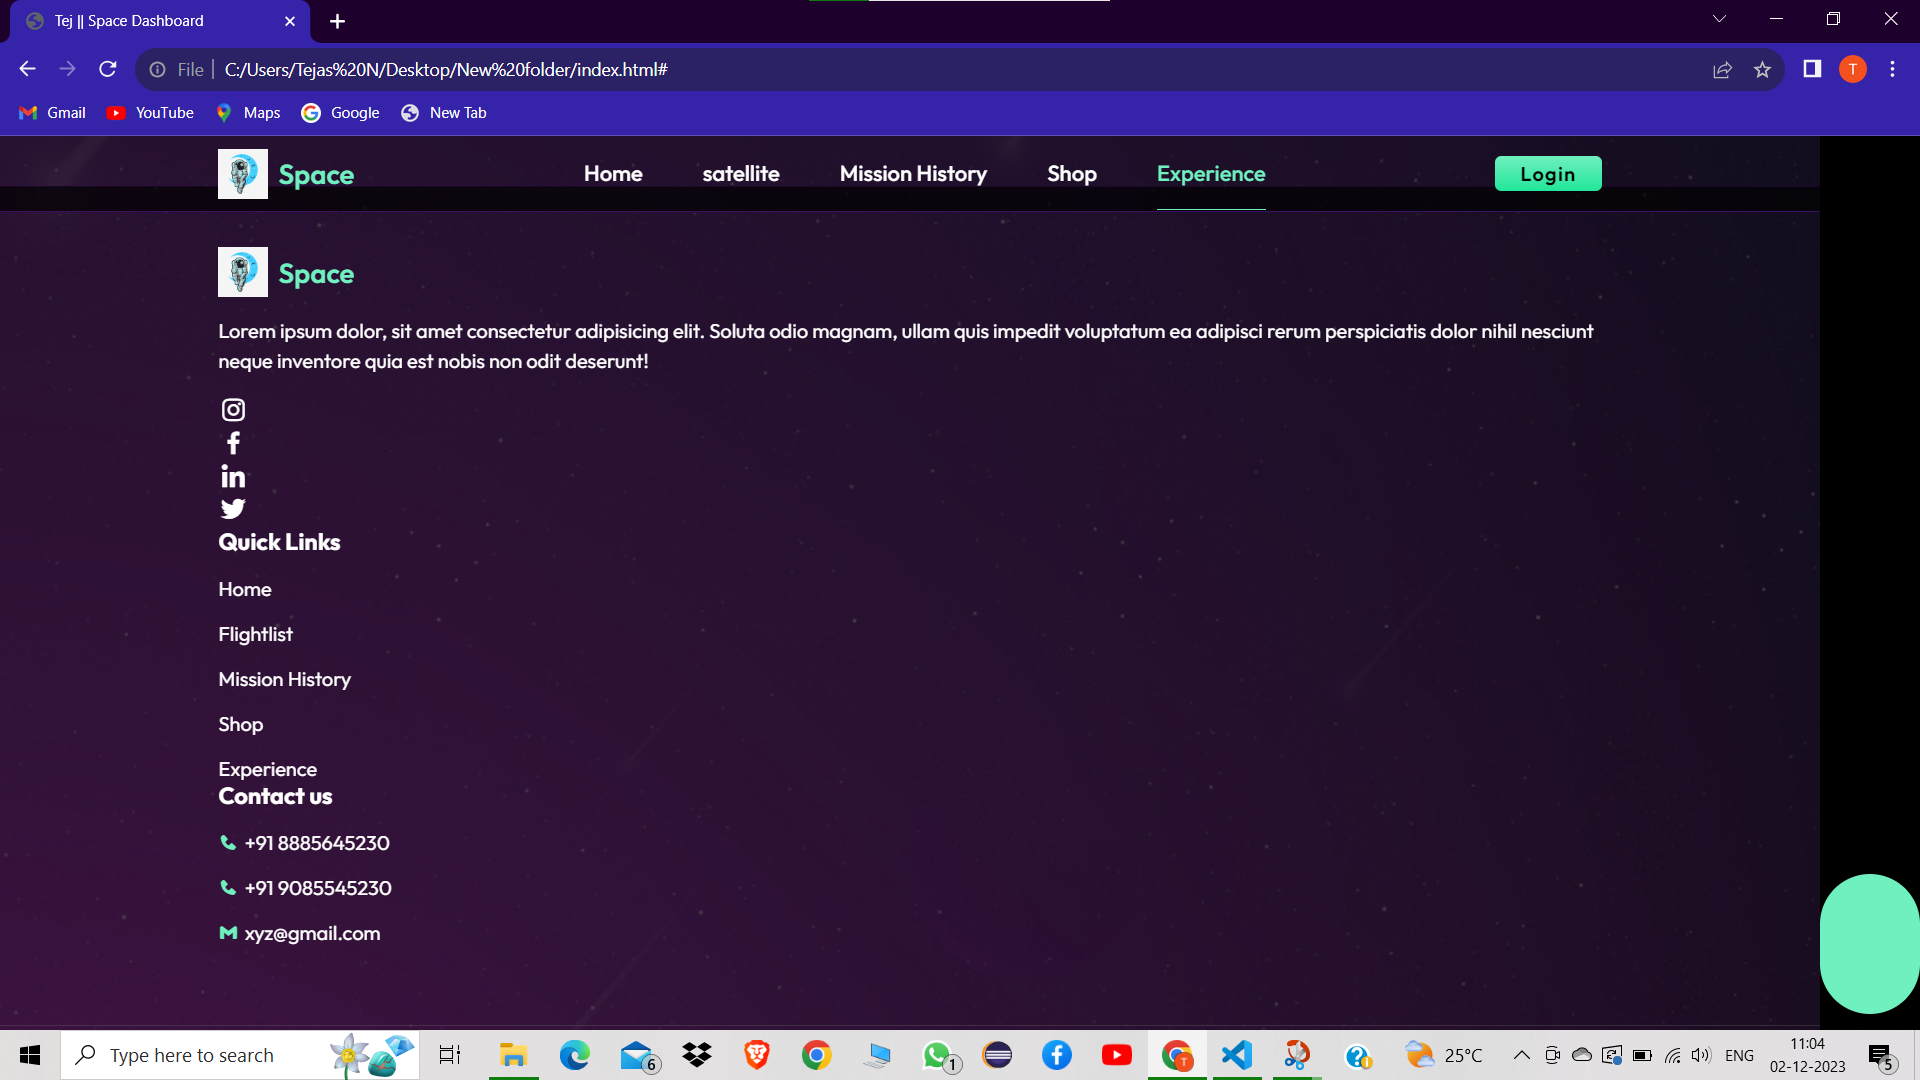 Tej || Space Dashboard
File | C:/Users/Tejas%20N/Desktop/New%20folder/index.html#
T
Gmail YouTube Maps Google New Tab
Space Home satellite Mission History Shop Experience Login
Space
Lorem ipsum dolor, sit amet consectetur adipisicing elit. Soluta odio magnam, ullam quis impedit voluptatum ea adipisci rerum perspiciatis dolor nihil nesciunt
neque inventore quia est nobis non odit deserunt!
Quick Links
Home
Flightlist
Mission History
Shop
Experience
Contact us
+91 8885645230
+91 9085545230
xyz@gmail.com
Type here to search
6
1
T
25°C
ENG
11:04
02-12-2023
5